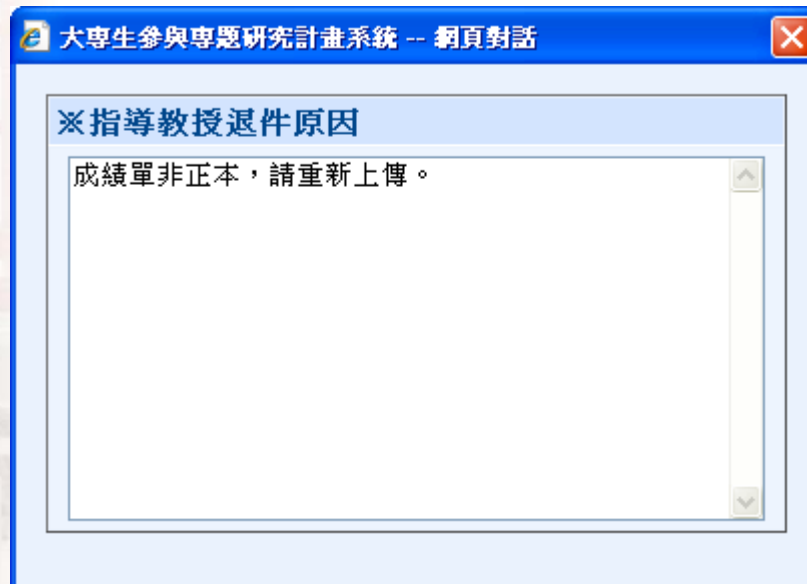 大專生參與專題研究計畫系統 -- 網頁對話
※指導教授退件原因
成績單非正本，請重新上傳。